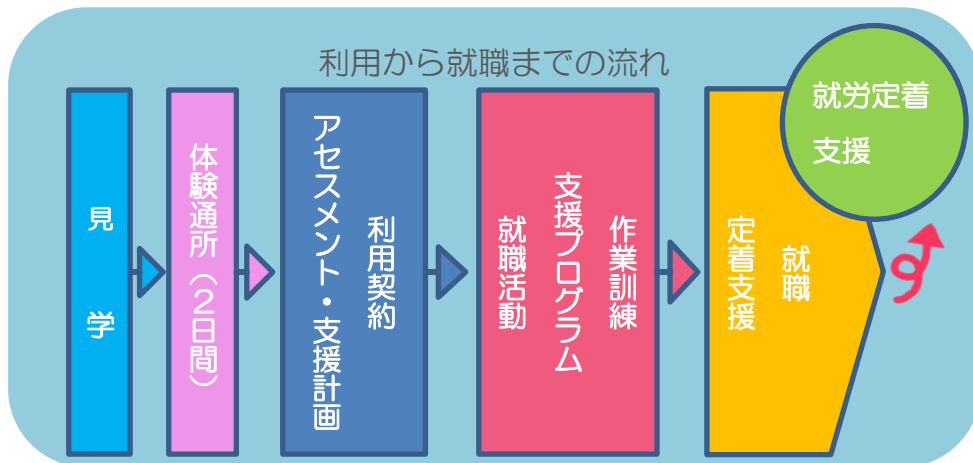 利用から就職までの流れ
見学
体験通所（２日間）
利用契約
アセスメント・支援計画
作業訓練
支援プログラム
就職活動
就職
定着支援
就労定着
支援